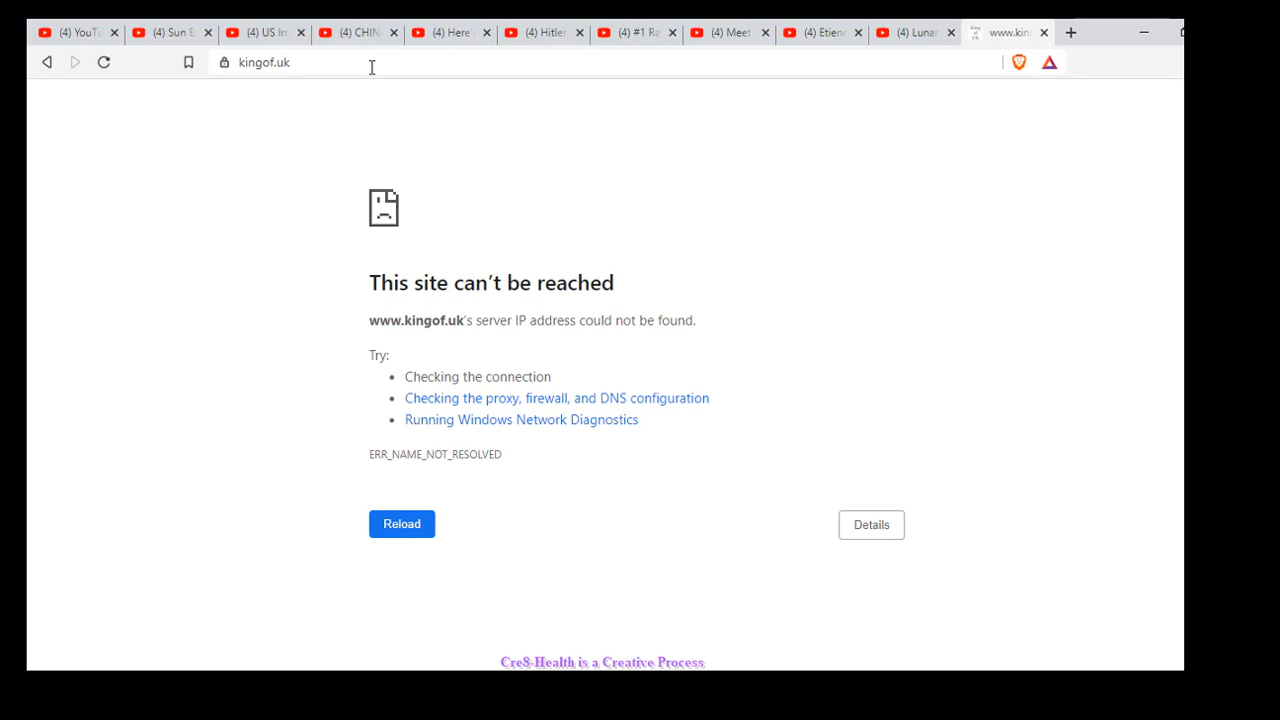 (4) YouTu
(4) Sun E
(4) US Im
(4) CHIN
(4) Here'
(4) Hitler
(4) #1 Ra
(4) Meet
(4) Etien
(4) Lunar
www.kin
kingof.uk
This site can't be reached
www.kingof.uk's server IP address could not be found.
Try:
• Checking the connection
• Checking the proxy, firewall, and DNS configuration
• Running Windows Network Diagnostics
ERR_NAME_NOT_RESOLVED
Reload
Details
Cre8-Health is a Creative Process